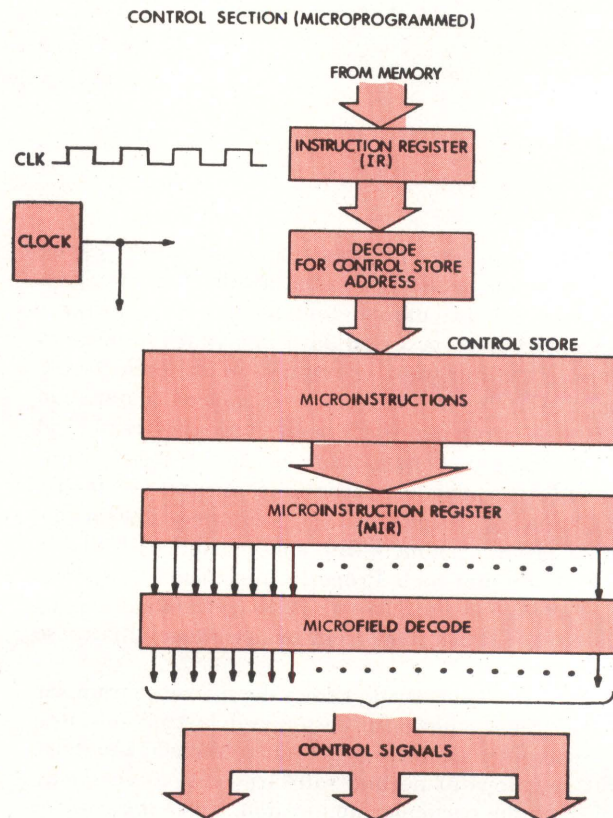 CONTROL SECTION (MICROPROGRAMMED)
FROM MEMORY
CLK
INSTRUCTION REGISTER
(IR)
CLOCK
DECODE
FOR CONTROL STORE
ADDRESS
CONTROL STORE
MICROINSTRUCTIONS
MICROINSTRUCTION REGISTER
(MIR)
MICROFIELD DECODE
CONTROL SIGNALS